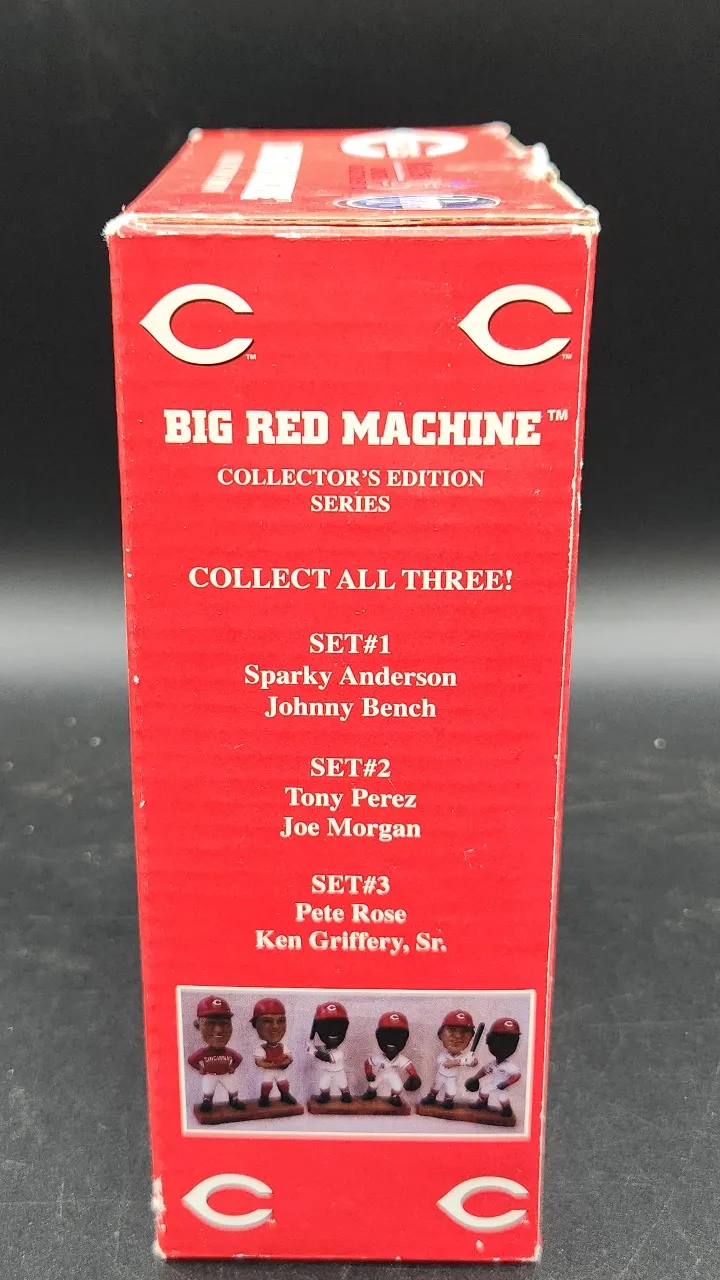 BIG RED MACHINE™
COLLECTOR'S EDITION
SERIES
COLLECT ALL THREE!
SET#1
Sparky Anderson
Johnny Bench
SET#2
Tony Perez
Joe Morgan
SET#3
Pete Rose
Ken Griffery, Sr.